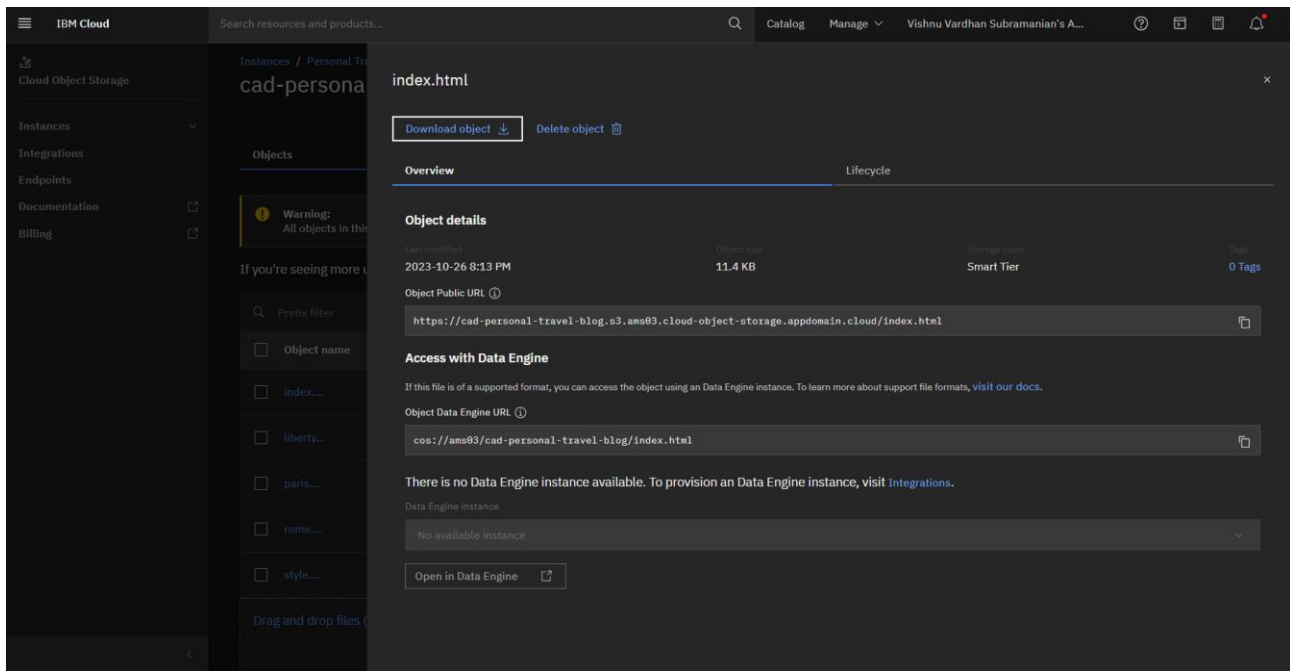 IBM Cloud
Search resources and products...
Catalog
Manage
Vishnu Vardhan Subramanian's A...
Cloud Object Storage
Instances
Integrations
Endpoints
Documentation
Billing
Instances / Personal Tr
cad-persona
Objects
Warning:
All objects in this
If you're seeing more u
Prefix filter
Object name
index....
liberty...
paris....
rome....
style....
Drag and drop files (
index.html
Download object
Delete object
Overview
Lifecycle
Object details
Last modified
Object size
Storage class
Tags
2023-10-26 8:13 PM
11.4 KB
Smart Tier
0 Tags
Object Public URL
https://cad-personal-travel-blog.s3.ams03.cloud-object-storage.appdomain.cloud/index.html
Access with Data Engine
If this file is of a supported format, you can access the object using an Data Engine instance. To learn more about support file formats, visit our docs.
Object Data Engine URL
cos://ams03/cad-personal-travel-blog/index.html
There is no Data Engine instance available. To provision an Data Engine instance, visit Integrations.
Data Engine instance
No available instance
Open in Data Engine